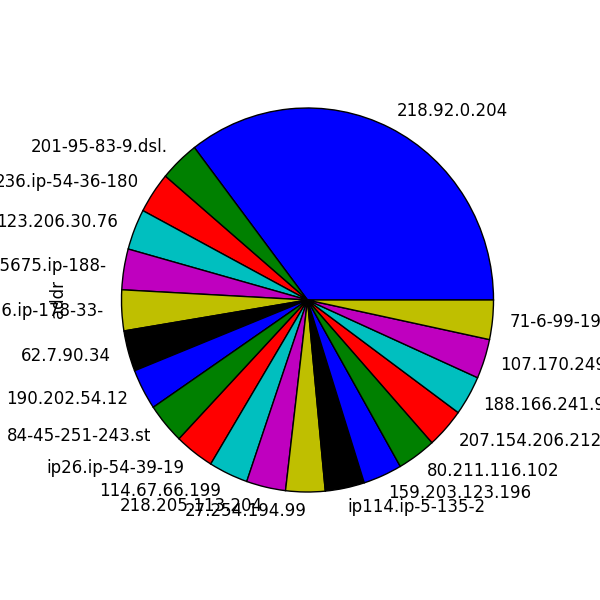 218.92.0.204
201-95-83-9.dsl.
236.ip-54-36-180
123.206.30.76
5675.ip-188-
addr
6.ip-178-33-
62.7.90.34
190.202.54.12
84-45-251-243.st
ip26.ip-54-39-19
114.67.66.199
218.205.113.204
27.254.194.99
ip114.ip-5-135-2
159.203.123.196
80.211.116.102
207.154.206.212
188.166.241.9
107.170.249
71-6-99-19